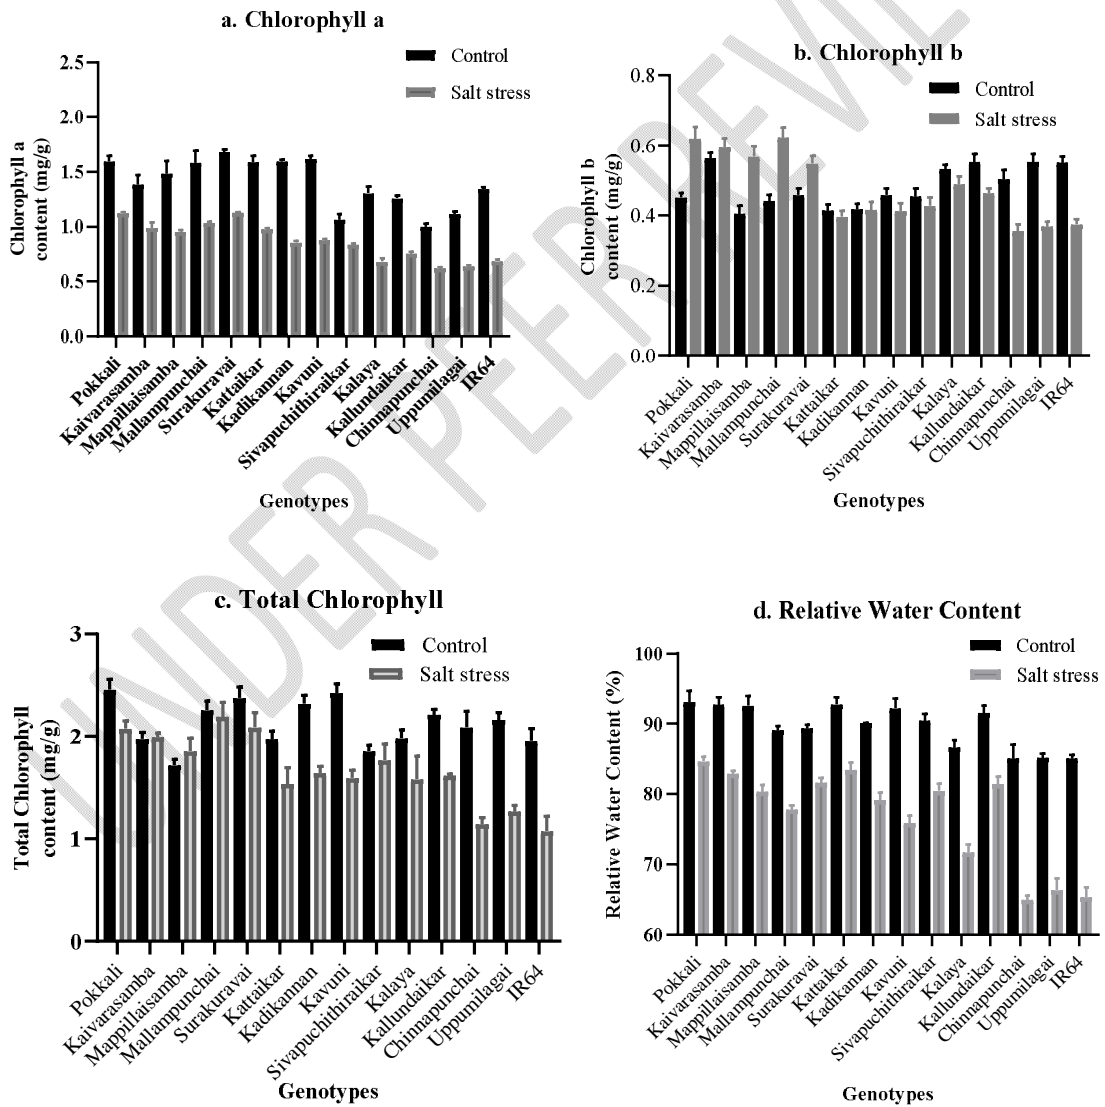 a. Chlorophyll a
Control
Salt stress
Chlorophyll a
content (mg/g)
2.5
2.0
1.5
1.0
0.5
0.0
Pokkali
Kaivarasamba
Mappillaisamba
Mallampunchai
Surakuravai
Kattaikar
Kadikannan
Kavuni
Sivapuchithiraikar
Kalaya
Kallundaikar
Chinnapunchai
Uppumilagai
IR64
Genotypes
b. Chlorophyll b
Control
Salt stress
Chlorophyll b
content (mg/g)
0.8
0.6
0.4
0.2
0.0
Pokkali
Kaivarasamba
Mappillaisamba
Mallampunchai
Surakuravai
Kattaikar
Kadikannan
Kavuni
Sivapuchithiraikar
Kalaya
Kallundaikar
Chinnapunchai
Uppumilagai
IR64
Genotypes
c. Total Chlorophyll
Control
Salt stress
Total Chlorophyll
content (mg/g)
3
2
1
0
Pokkali
Kaivarasamba
Mappillaisamba
Mallampunchai
Surakuravai
Kattaikar
Kadikannan
Kavuni
Sivapuchithiraikar
Kalaya
Kallundaikar
Chinnapunchai
Uppumilagai
IR64
Genotypes
d. Relative Water Content
Control
Salt stress
Relative Water Content (%)
100
90
80
70
60
Pokkali
Kaivarasamba
Mappillaisamba
Mallampunchai
Surakuravai
Kattaikar
Kadikannan
Kavuni
Sivapuchithiraikar
Kalaya
Kallundaikar
Chinnapunchai
Uppumilagai
IR64
Genotypes
UNDER PEER REVIE